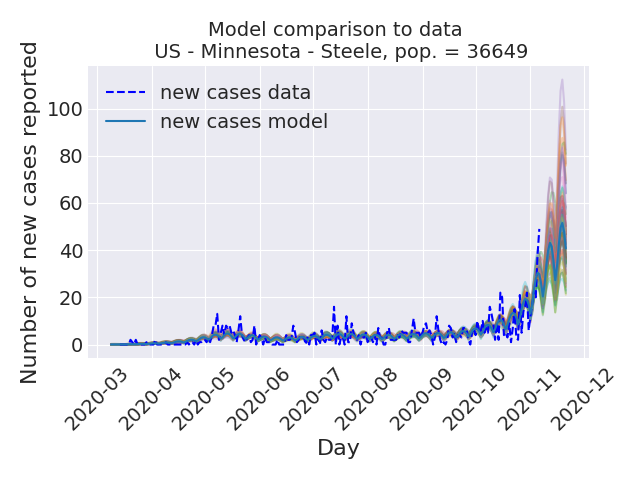 Model comparison to data
US - Minnesota - Steele, pop. = 36649
Number of new cases reported
new cases data
new cases model
100
80
60
40
20
0
2020-03
2020-04
2020-05
2020-06
2020-07
2020-08
2020-09
2020-10
2020-11
2020-12
Day